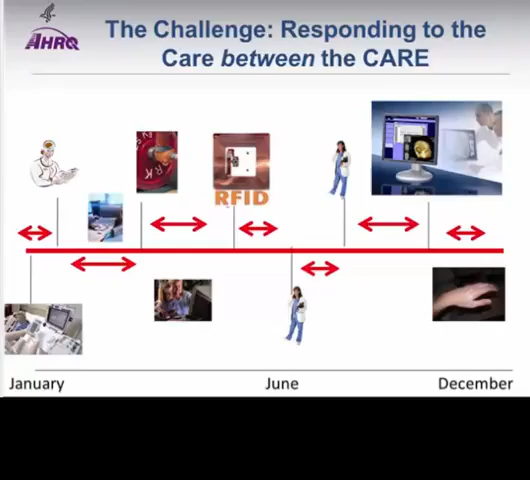 AHRQ
The Challenge: Responding to the
Care between the CARE
RFID
January June December